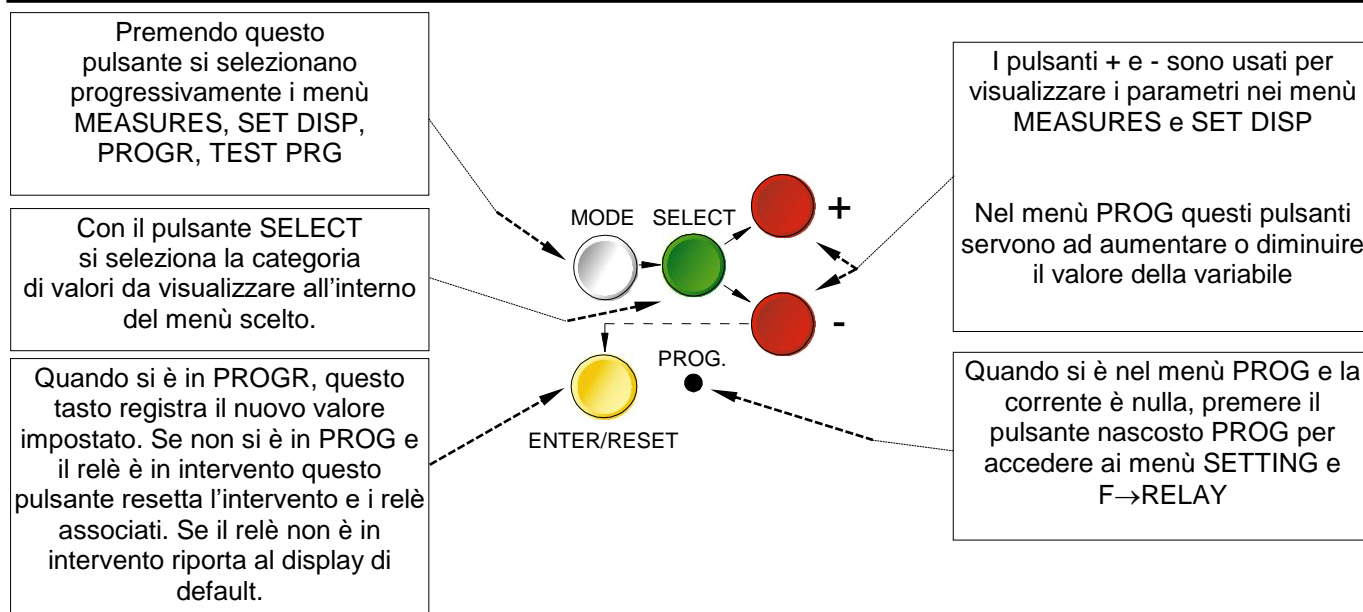 Premendo questo
pulsante si selezionano
progressivamente i menù
MEASURES, SET DISP,
PROGR, TEST PRG
Con il pulsante SELECT
si seleziona la categoria
di valori da visualizzare all'interno
del menù scelto.
Quando si è in PROGR, questo
tasto registra il nuovo valore
impostato. Se non si è in PROG e
il relè è in intervento questo
pulsante resetta l'intervento e i relè
associati. Se il relè non è in
intervento riporta al display di
default.
MODE SELECT
+
-
PROG.
ENTER/RESET
I pulsanti + e - sono usati per
visualizzare i parametri nei menù
MEASURES e SET DISP
Nel menù PROG questi pulsanti
servono ad aumentare o diminuire
il valore della variabile
Quando si è nel menù PROG e la
corrente è nulla, premere il
pulsante nascosto PROG per
accedere ai menù SETTING e
F→RELAY